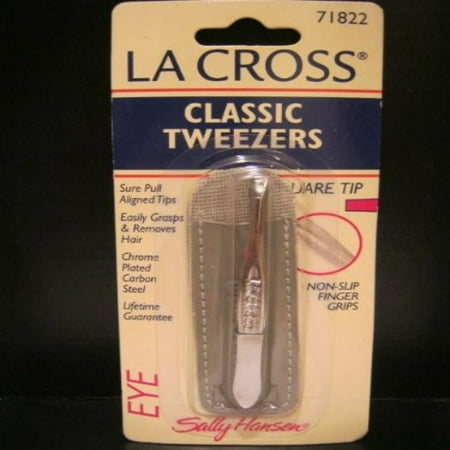 71822
LA CROSS®
CLASSIC
TWEEZERS
Sure Pull
Aligned Tips
Easily Grasps
& Removes
Hair
Chrome
Plated
Carbon
Steel
Lifetime
Guarantee
TIP
NON-SLIP
FINGER
GRIPS
EYE
Sally Hansen®